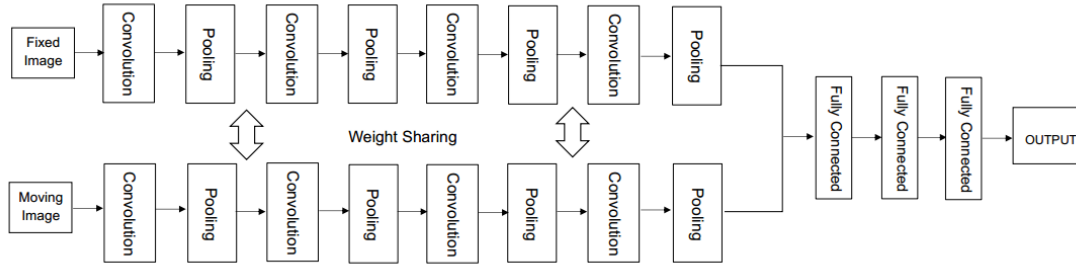 Fixed
Image
Convolution
Pooling
Convolution
Pooling
Convolution
Pooling
Convolution
Pooling
Weight Sharing
Moving
Image
Convolution
Pooling
Convolution
Pooling
Convolution
Pooling
Convolution
Pooling
Fully Connected
Fully Connected
Fully Connected
OUTPUT